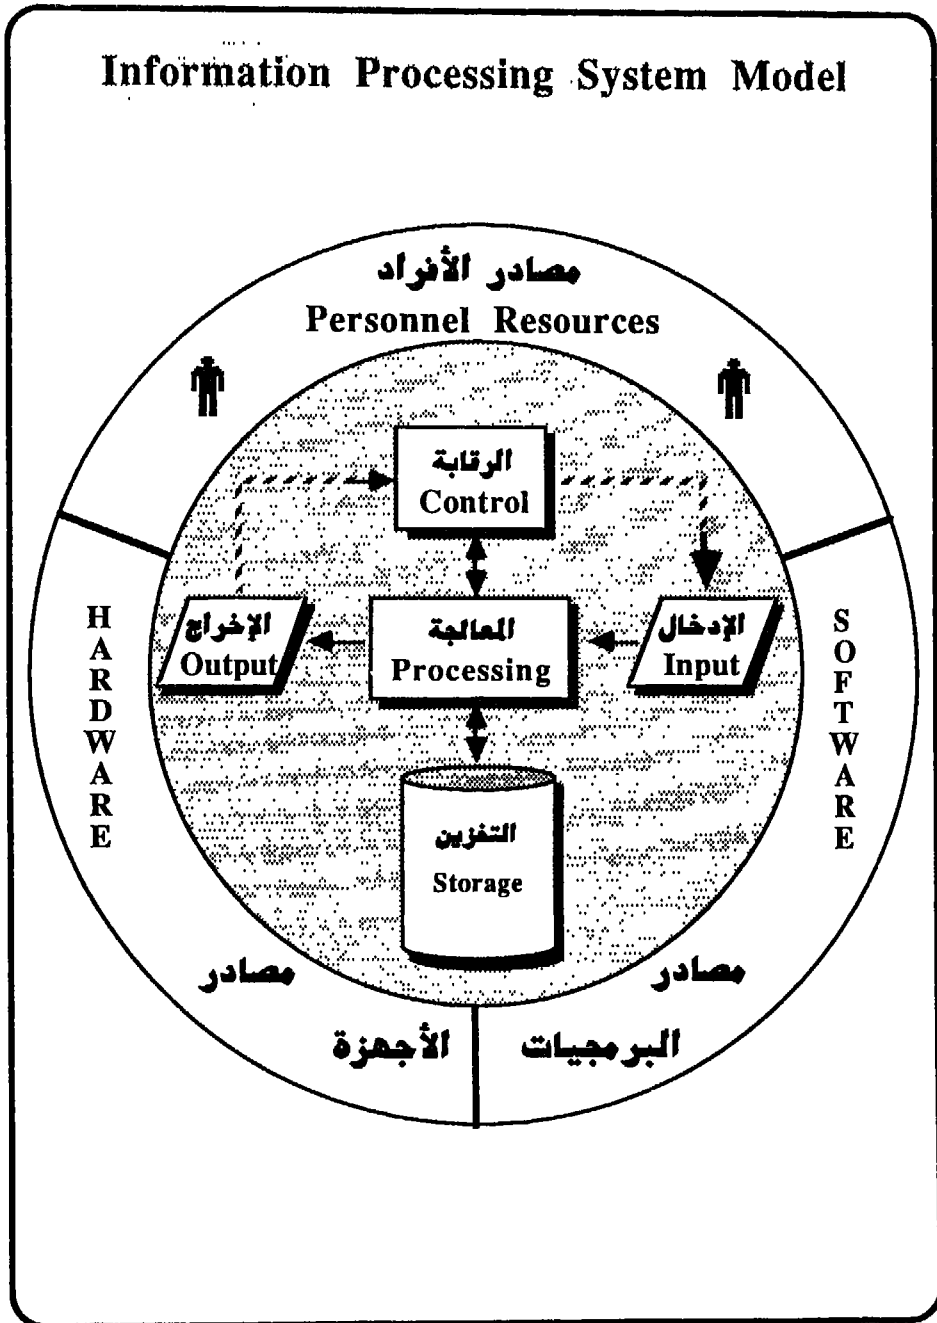 Information Processing System Model
مصادر الأفراد
Personnel Resources
الرقابة
Control
الإخراج
Output
المعالجة
Processing
الإدخال
Input
التخزين
Storage
HARDWARE
SOFTWARE
مصادر
الأجهزة
مصادر
البرمجيات